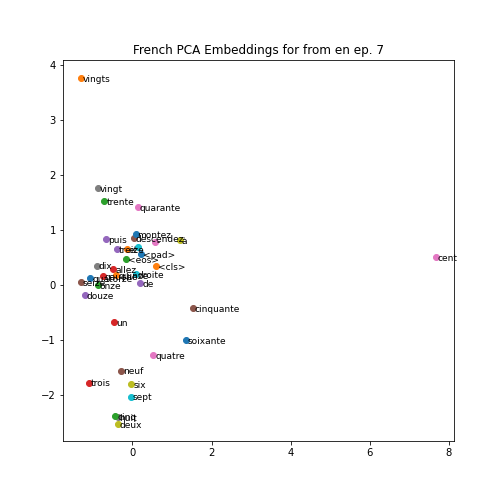 French PCA Embeddings for from en ep. 7
4
vingts
3
2
vingt
trente
quarante
1
montez
descendez
a
puis
<pad>
cent
<eos>
<cls>
dix
allez
droite
0
onze
de
douze
cinquante
un
−1
soixante
quatre
neuf
trois
six
−2
sept
deux
0
2
4
6
8